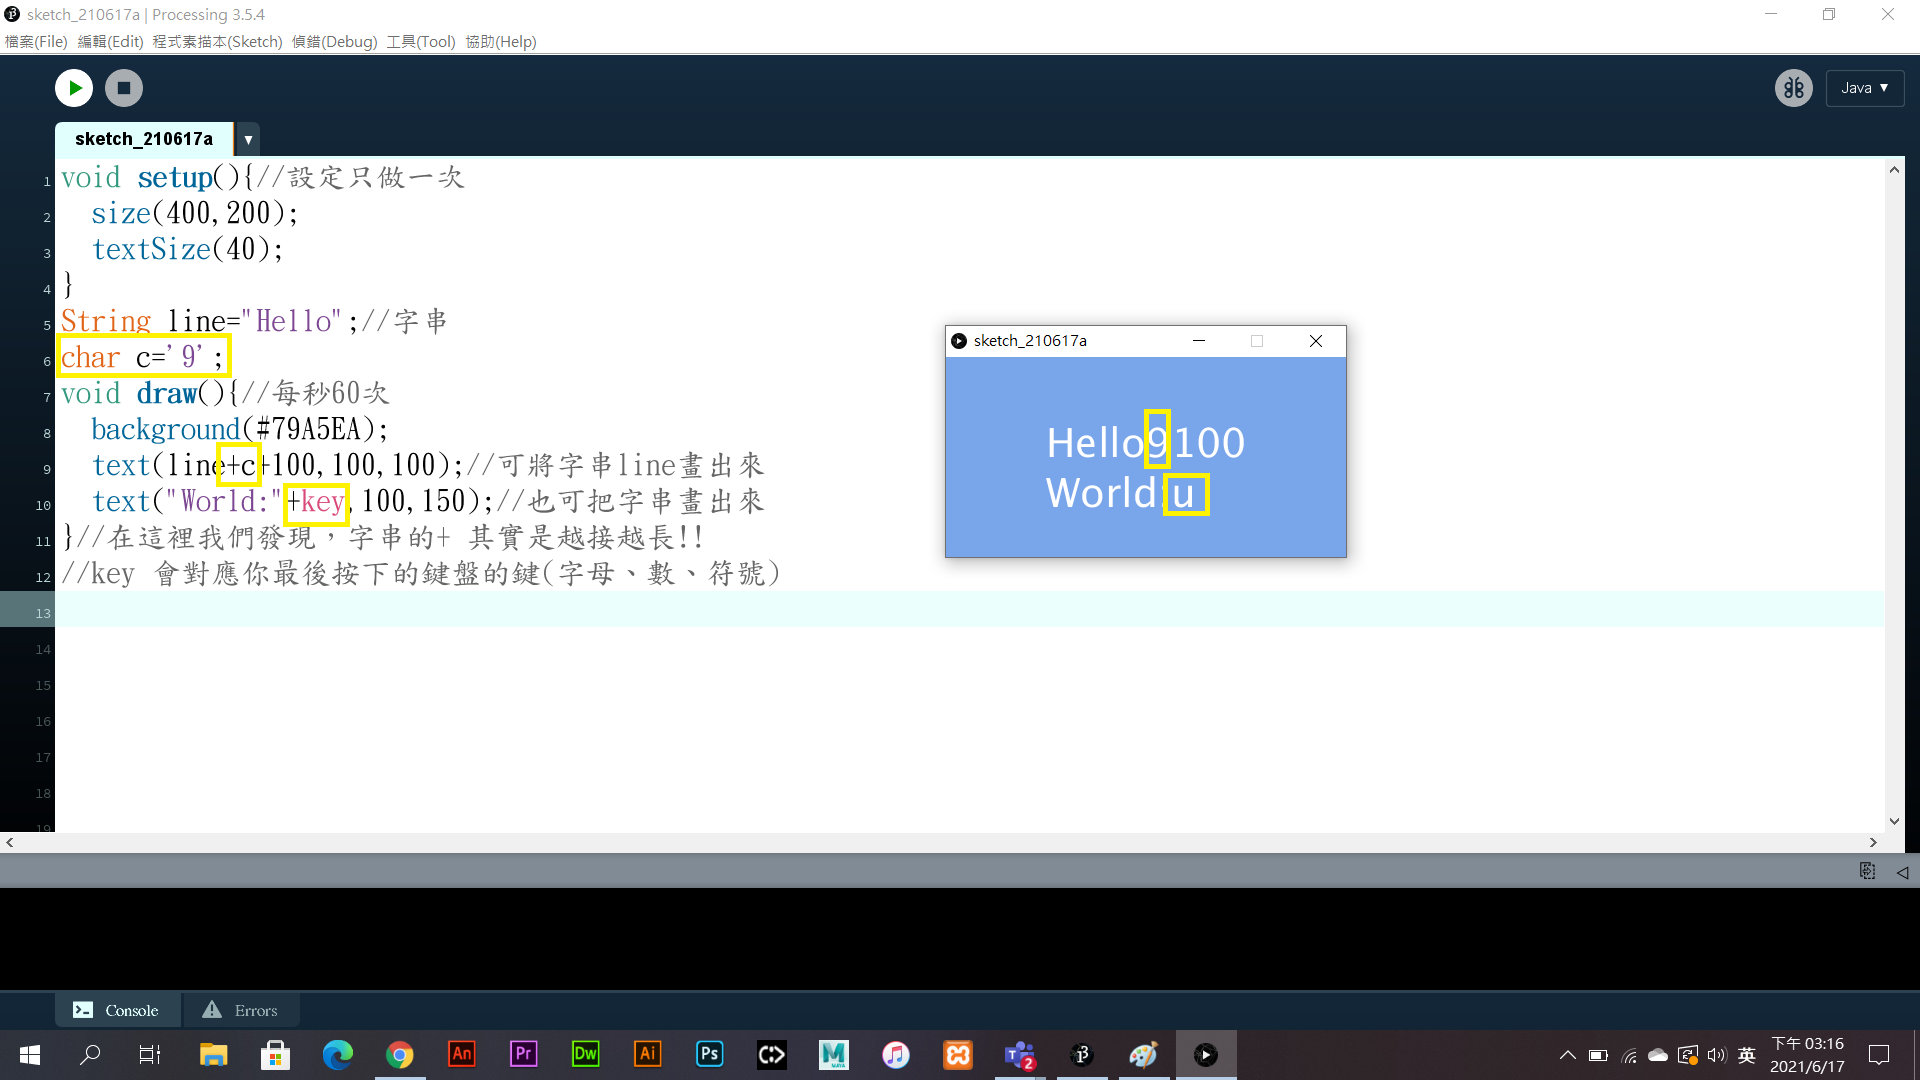 sketch_210617a | Processing 3.5.4
檔案(File) 編輯(Edit) 程式素描本(Sketch) 偵錯(Debug) 工具(Tool) 協助(Help)
Java ▼
sketch_210617a ▼
1 void setup(){//設定只做一次
2 size(400,200);
3 textSize(40);
4 }
5 String line="Hello";//字串
6 char c='9';
7 void draw(){//每秒60次
8 background(#79A5EA);
9 text(line+c+100,100,100);//可將字串line畫出來
10 text("World:"+key,100,150);//也可把字串畫出來
11 }//在這裡我們發現，字串的+ 其實是越接越長!!
12 //key 會對應你最後按下的鍵盤的鍵(字母、數、符號)
13
14
15
16
17
18
19
sketch_210617a
Hello9100
World:u
Console
Errors
An
Pr
Dw
Ai
Ps
2
英
下午 03:16
2021/6/17